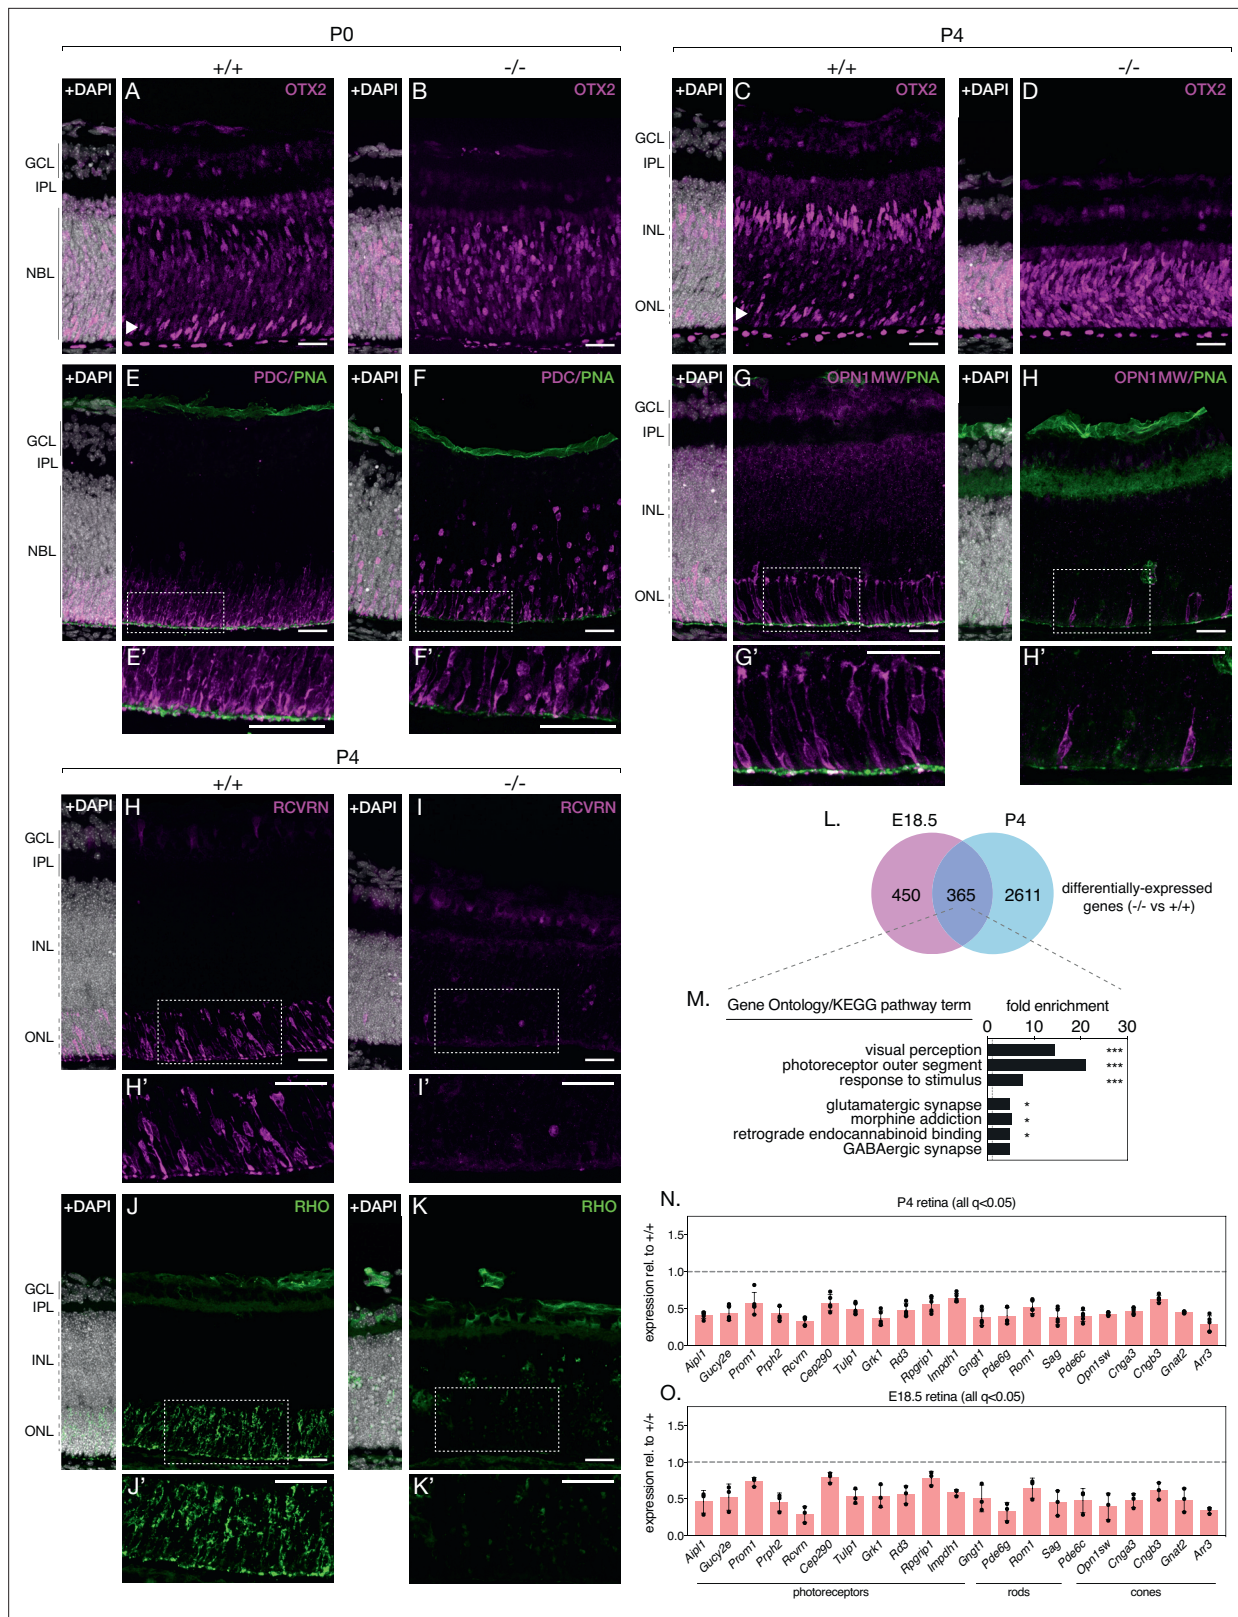 P0
+/+
-/-
+DAPI
A
OTX2
+DAPI
B
OTX2
GCL
IPL
NBL
P4
+/+
-/-
+DAPI
C
OTX2
+DAPI
D
OTX2
GCL
IPL
INL
ONL
+DAPI
E
PDC/PNA
+DAPI
F
PDC/PNA
GCL
IPL
NBL
E'
F'
+DAPI
G
OPN1MW/PNA
+DAPI
H
OPN1MW/PNA
GCL
IPL
INL
ONL
G'
H'
P4
+/+
-/-
+DAPI
H
RCVRN
+DAPI
I
RCVRN
GCL
IPL
INL
ONL
H'
I'
+DAPI
J
RHO
+DAPI
K
RHO
GCL
IPL
INL
ONL
J'
K'
L.
E18.5
P4
450
365
2611
differentially-expressed
genes (-/- vs +/+)
M.
Gene Ontology/KEGG pathway term
fold enrichment
0 10 20 30
visual perception ***
photoreceptor outer segment ***
response to stimulus ***
glutamatergic synapse *
morphine addiction *
retrograde endocannabinoid binding *
GABAergic synapse
N.
P4 retina (all q<0.05)
expression rel. to +/+
1.5
1.0
0.5
0.0
Aipl1 Gucy2e Prom1 Prph2 Rcvrn Cep290 Tulp1 Grk1 Rd3 Rpgrip1 Impdh1 Gngt1 Pde6g Rom1 Sag Pde6c Opn1sw Cnga3 Cngb3 Gnat2 Arr3
O.
E18.5 retina (all q<0.05)
expression rel. to +/+
1.5
1.0
0.5
0.0
Aipl1 Gucy2e Prom1 Prph2 Rcvrn Cep290 Tulp1 Grk1 Rd3 Rpgrip1 Impdh1 Gngt1 Pde6g Rom1 Sag Pde6c Opn1sw Cnga3 Cngb3 Gnat2 Arr3
photoreceptors
rods
cones